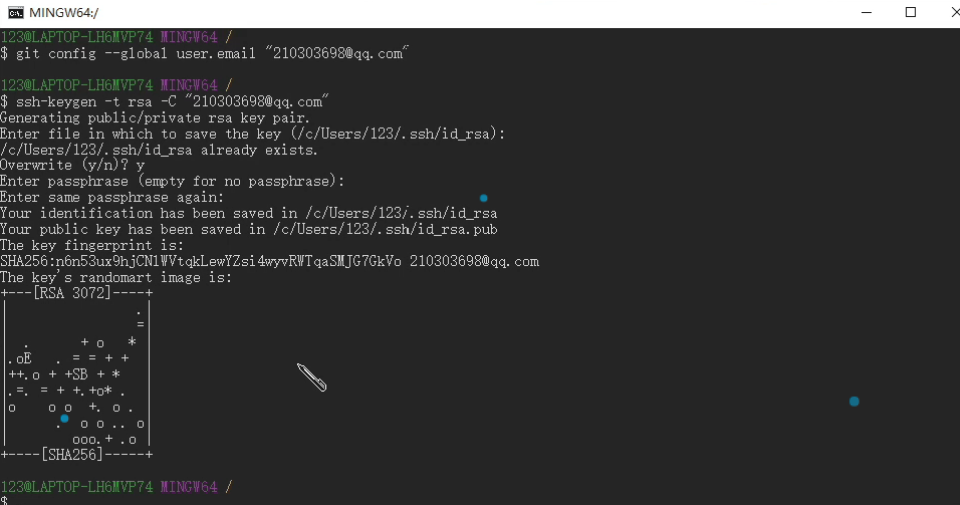 MINGW64:/
123@LAPTOP-LH6MVP74 MINGW64 /
$ git config --global user.email "210303698@qq.com"
123@LAPTOP-LH6MVP74 MINGW64 /
$ ssh-keygen -t rsa -C "210303698@qq.com"
Generating public/private rsa key pair.
Enter file in which to save the key (/c/Users/123/.ssh/id_rsa):
/c/Users/123/.ssh/id_rsa already exists.
Overwrite (y/n)? y
Enter passphrase (empty for no passphrase):
Enter same passphrase again:
Your identification has been saved in /c/Users/123/.ssh/id_rsa
Your public key has been saved in /c/Users/123/.ssh/id_rsa.pub
The key fingerprint is:
SHA256:n6n53ux9hjCN1WVtqkLewYZsi4wyvRWTqaSMJG7GkVo 210303698@qq.com
The key's randomart image is:
+---[RSA 3072]----+
|                .|
|                =|
|  .      + o   * |
|.oE   . = = + +  |
|++.o + +SB + *   |
|.=. = + +.+o* .  |
|o    o o  +. o . |
|      .  o o .. o|
|        ooo.+ .o |
+----[SHA256]-----+
123@LAPTOP-LH6MVP74 MINGW64 /
$